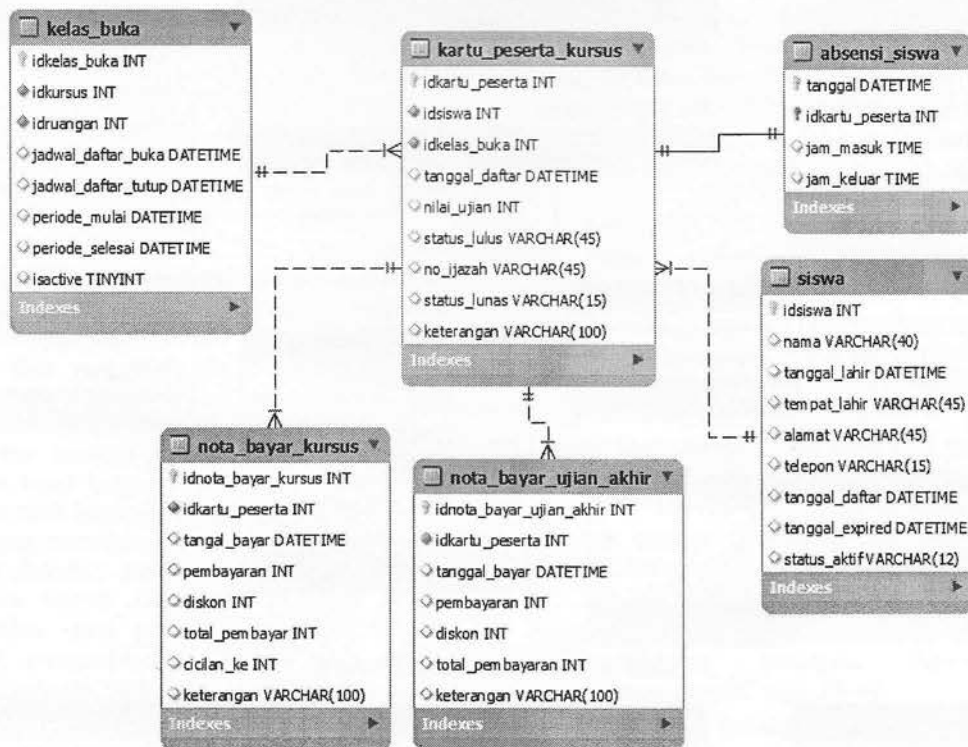 kelas_buka
idkelas_buka INT
idkursus INT
idruangan INT
jadwal_daftar_buka DATETIME
jadwal_daftar_tutup DATETIME
periode_mulai DATETIME
periode_selesai DATETIME
isactive TINYINT
Indexes
kartu_peserta_kursus
idkartu_peserta INT
idsiswa INT
idkelas_buka INT
tanggal_daftar DATETIME
nilai_ujian INT
status_lulus VARCHAR(45)
no_ijazah VARCHAR(45)
status_lunas VARCHAR(15)
keterangan VARCHAR(100)
Indexes
absensi_siswa
tanggal DATETIME
idkartu_peserta INT
jam_masuk TIME
jam_keluar TIME
Indexes
siswa
idsiswa INT
nama VARCHAR(40)
tanggal_lahir DATETIME
tempat_lahir VARCHAR(45)
alamat VARCHAR(45)
telepon VARCHAR(15)
tanggal_daftar DATETIME
tanggal_expired DATETIME
status_aktif VARCHAR(12)
Indexes
nota_bayar_kursus
idnota_bayar_kursus INT
idkartu_peserta INT
tangal_bayar DATETIME
pembayaran INT
diskon INT
total_pembayar INT
cicilan_ke INT
keterangan VARCHAR(100)
Indexes
nota_bayar_ujian_akhir
idnota_bayar_ujian_akhir INT
idkartu_peserta INT
tanggal_bayar DATETIME
pembayaran INT
diskon INT
total_pembayaran INT
keterangan VARCHAR(100)
Indexes